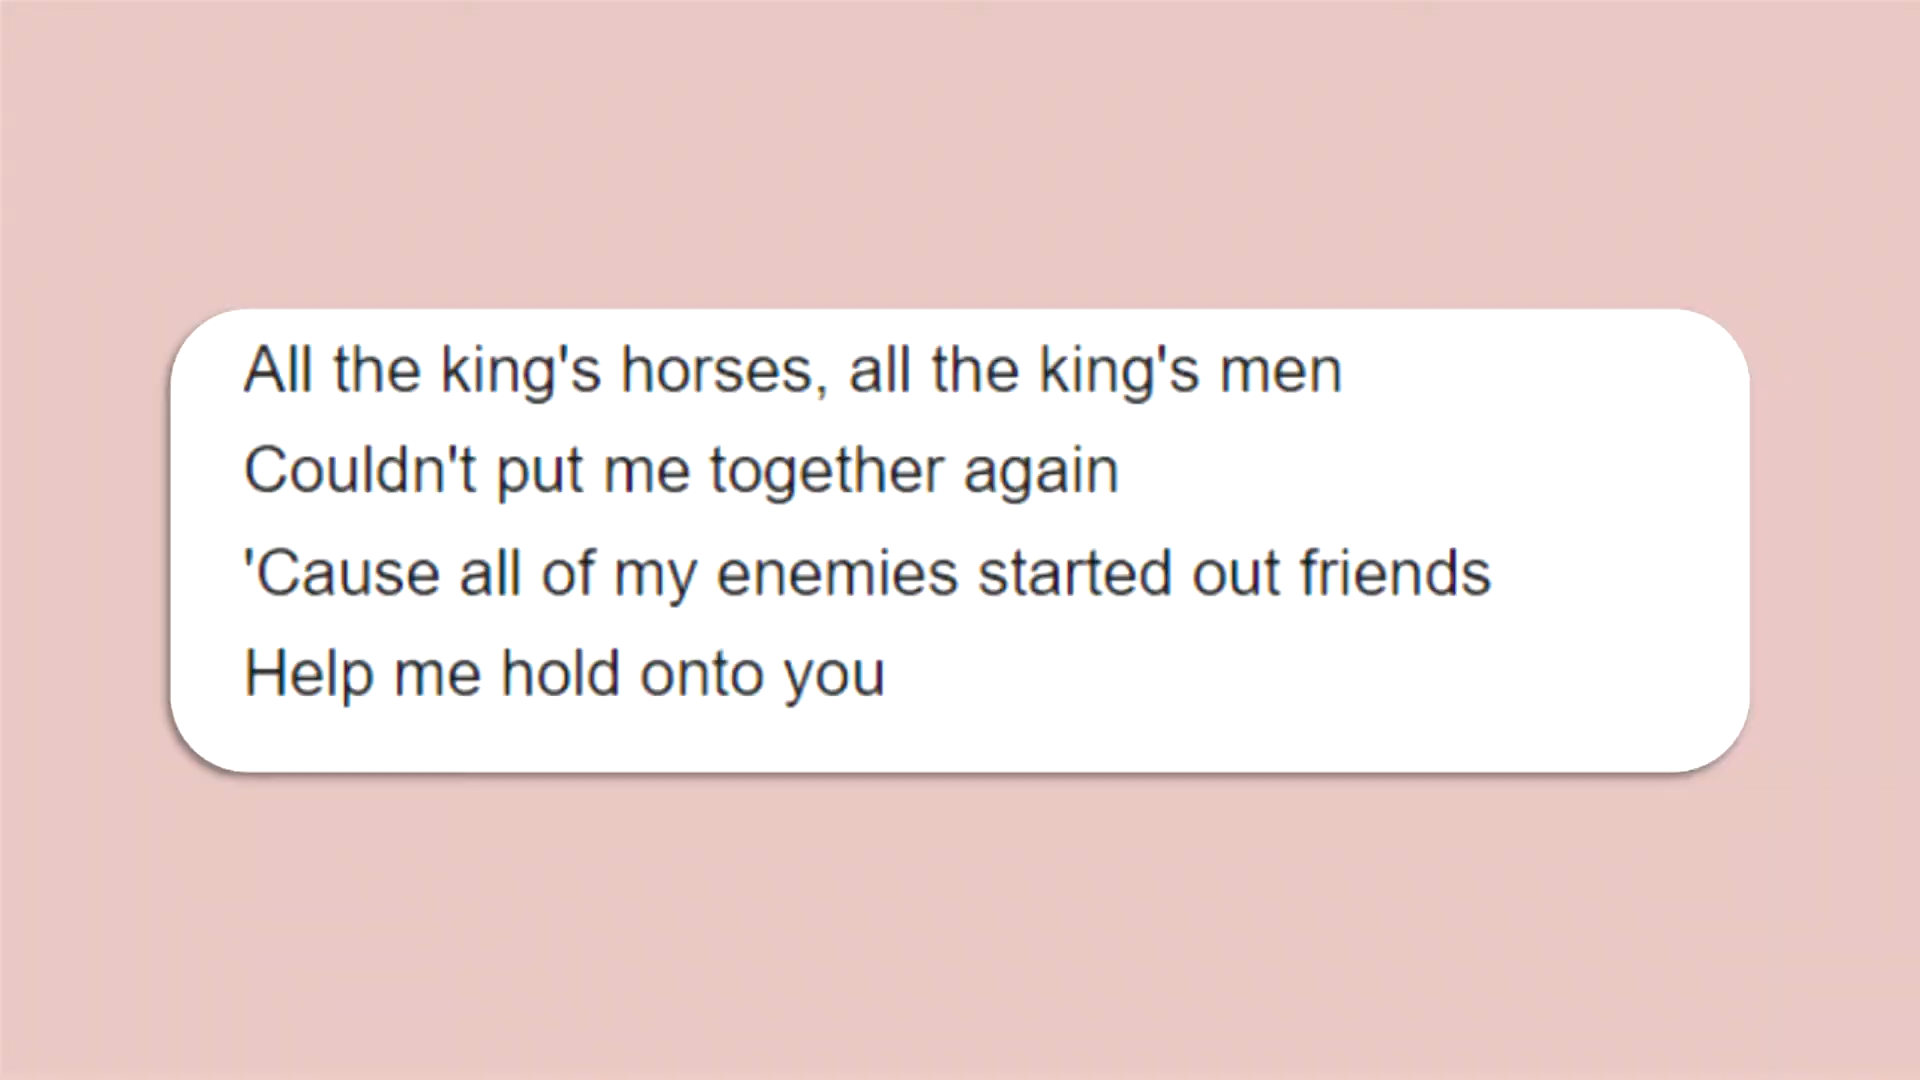 All the king's horses, all the king's men
Couldn't put me together again
'Cause all of my enemies started out friends
Help me hold onto you